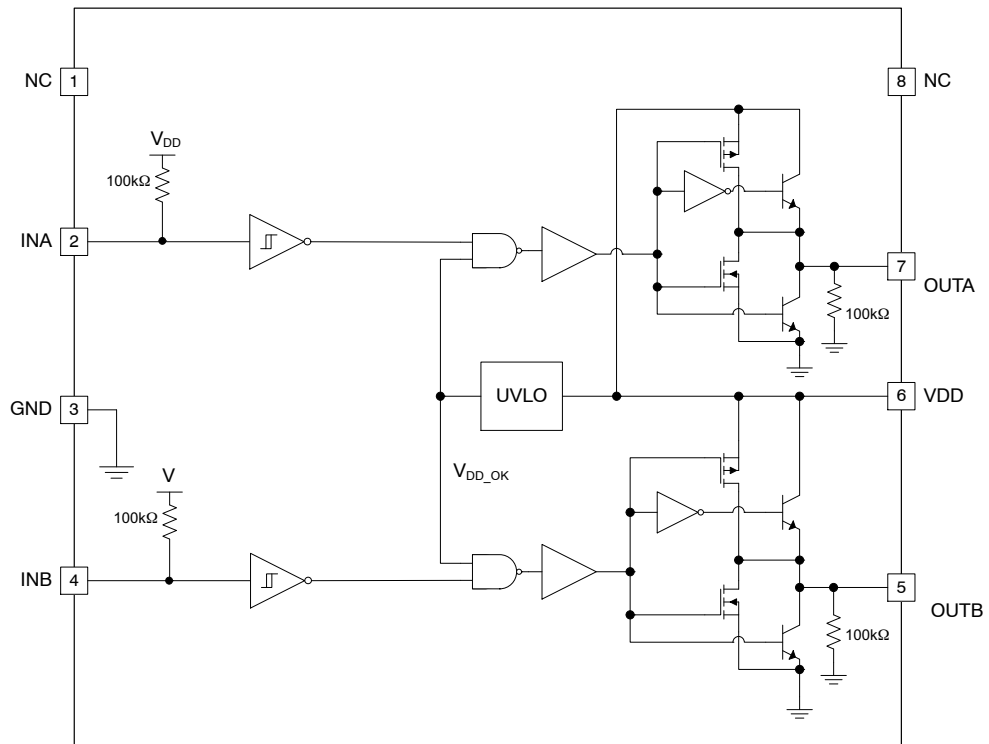 NC 1
8 NC
V_DD
100kΩ
INA 2
7
OUTA
100kΩ
UVLO
6 VDD
GND 3
V_DD_OK
V
100kΩ
INB 4
5
OUTB
100kΩ